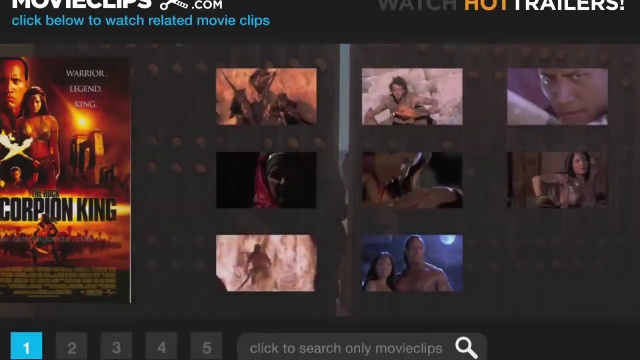 MOVIECLIPS.COM
WATCH HOT TRAILERS!
click below to watch related movie clips
WARRIOR.
LEGEND.
KING.
THE ROCK
SCORPION KING
1 2 3 4 5
click to search only movieclips